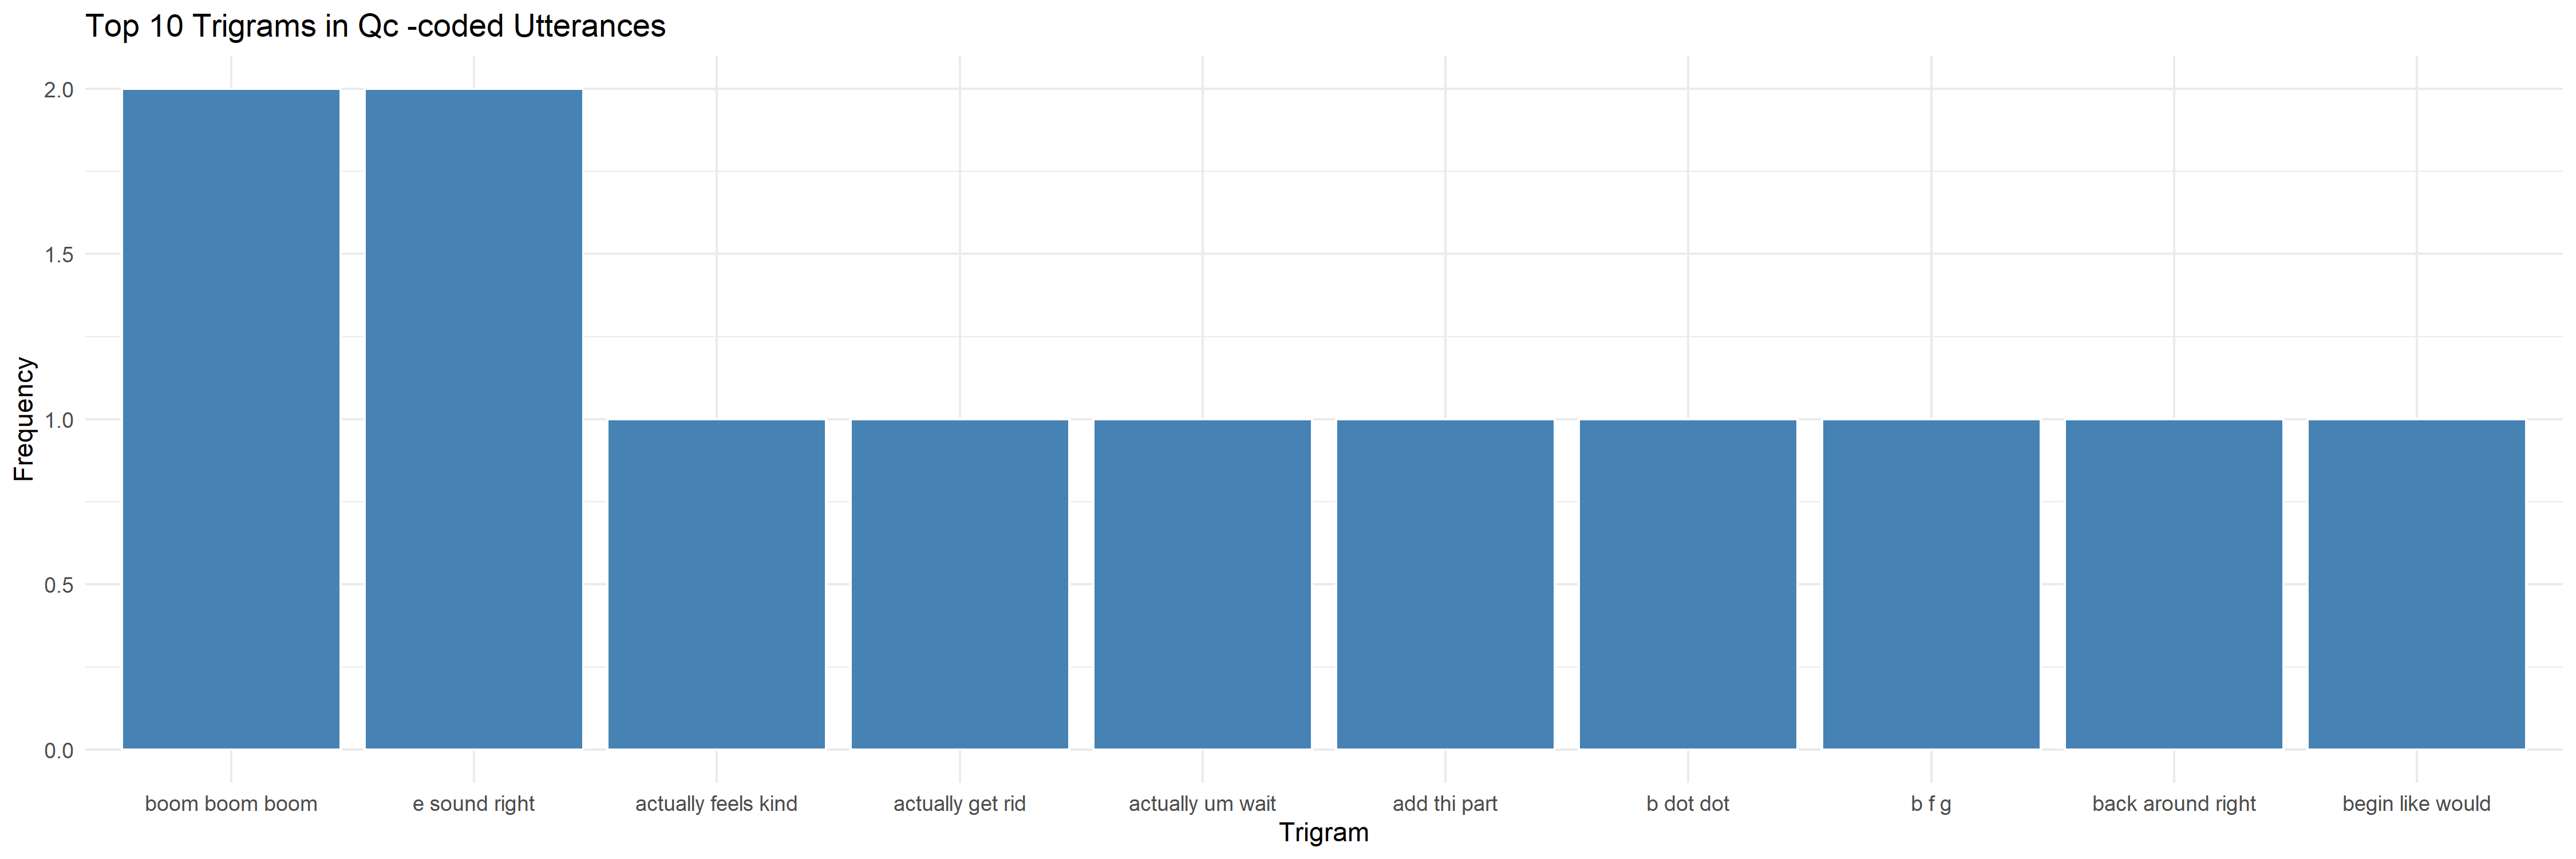 Top 10 Trigrams in Qc -coded Utterances
Frequency
2.0
1.5
1.0
0.5
0.0
boom boom boom
e sound right
actually feels kind
actually get rid
actually um wait
add thi part
b dot dot
b f g
back around right
begin like would
Trigram